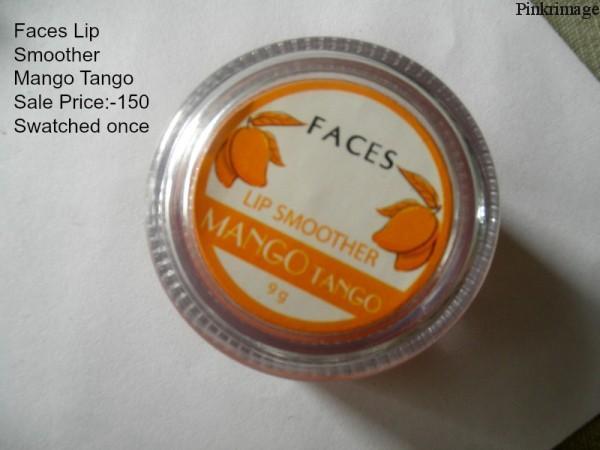 Pinkrimage
Faces Lip
Smoother
Mango Tango
Sale Price:-150
Swatched once
FACES
LIP SMOOTHER
MANGO TANGO
9 g